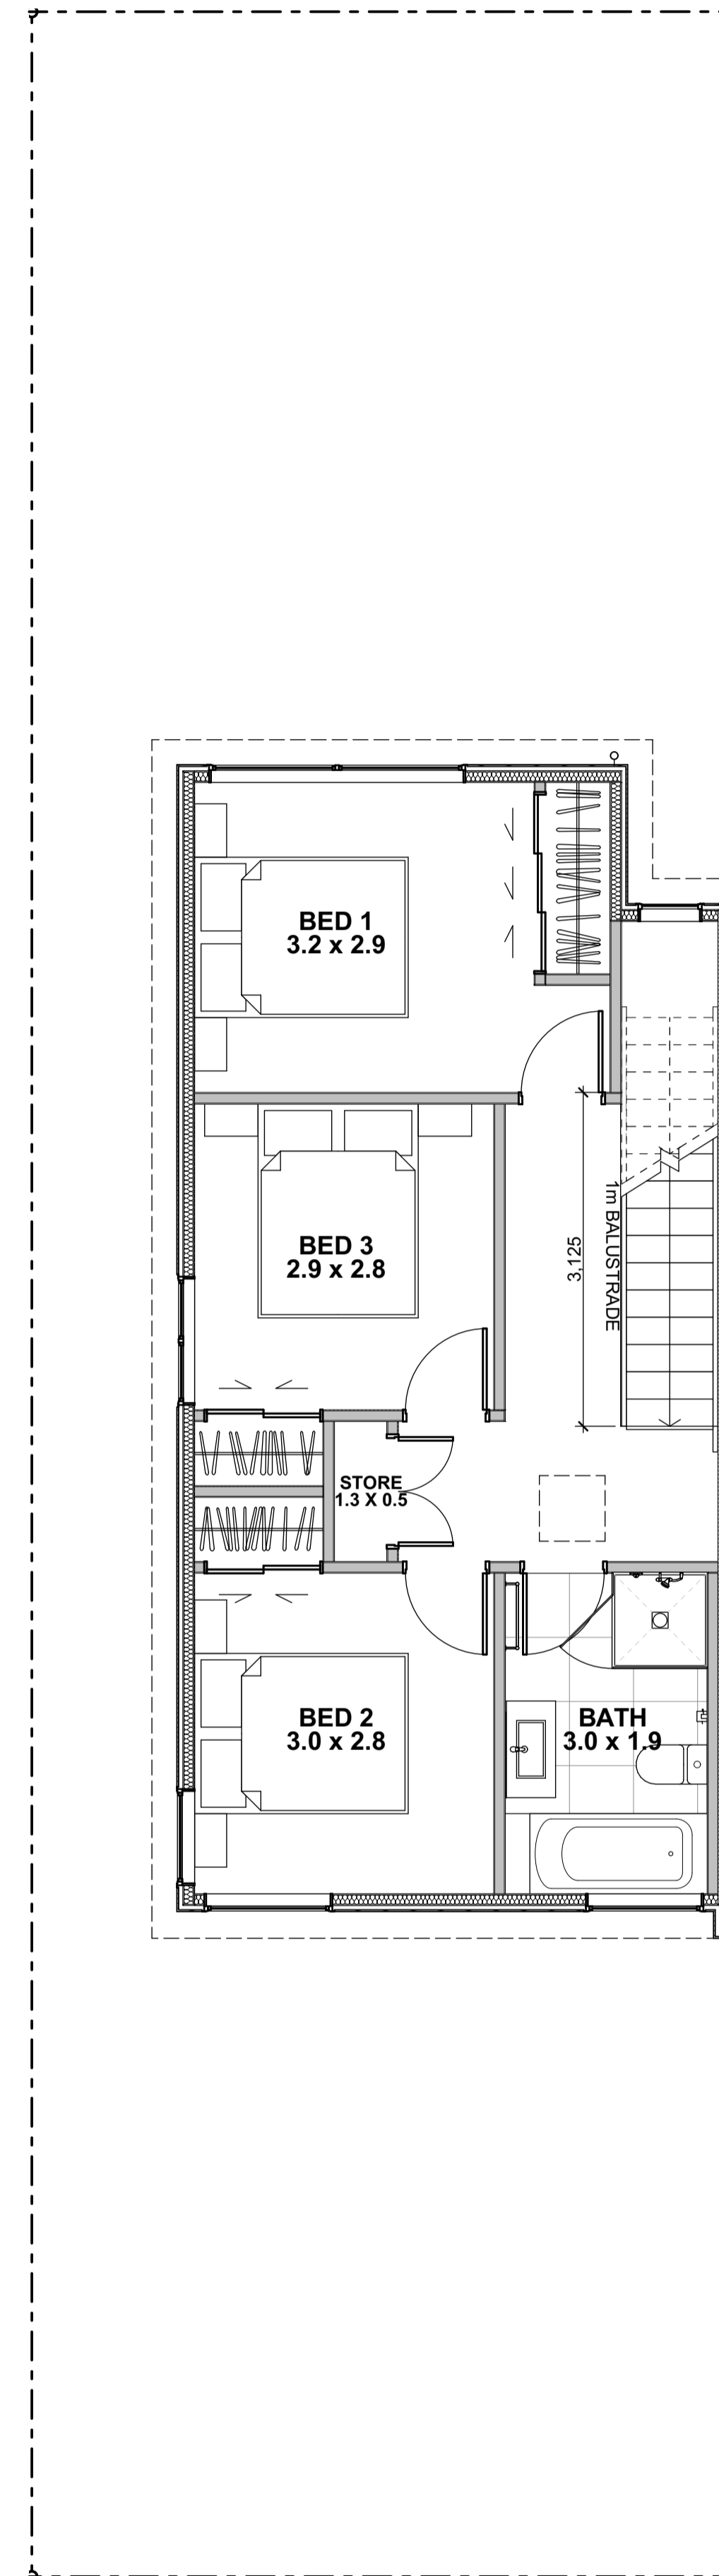 BED 1
3.2 x 2.9
1m BALUSTRADE
3,125
BED 3
2.9 x 2.8
STORE
1.3 X 0.5
BED 2
3.0 x 2.8
BATH
3.0 x 1.9